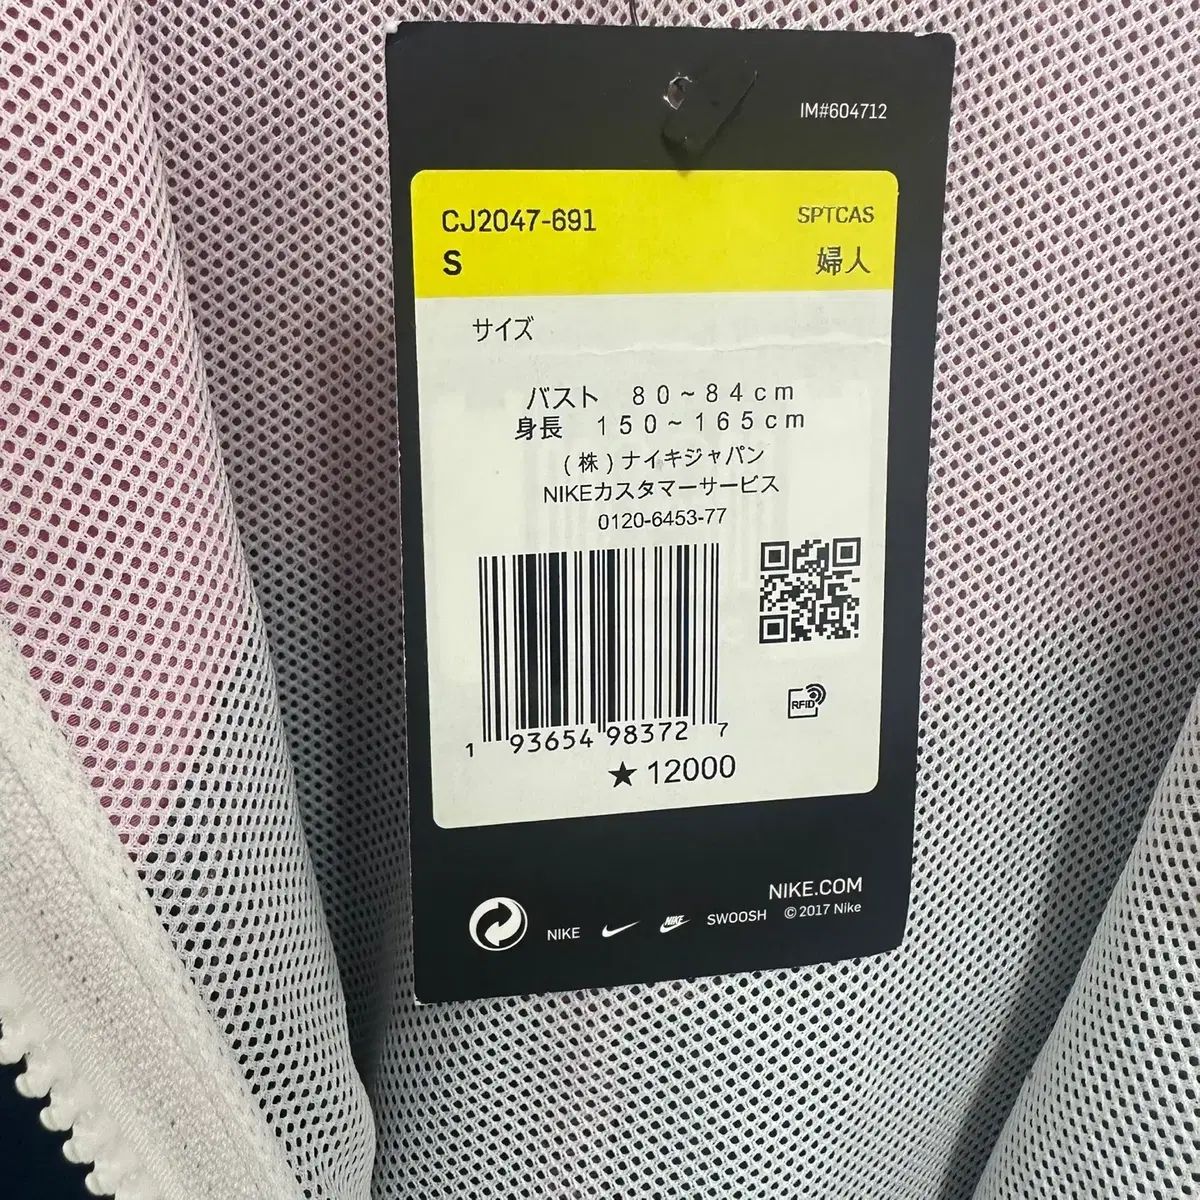 IM#604712
CJ2047-691
SPTCAS
S
婦人
サイズ
バスト 80~84cm
身長 150~165cm
(株)ナイキジャパン
NIKEカスタマーサービス
0120-6453-77
RFID
1 93654 98372 7
★12000
NIKE.COM
NIKE NIKE SWOOSH © 2017 Nike